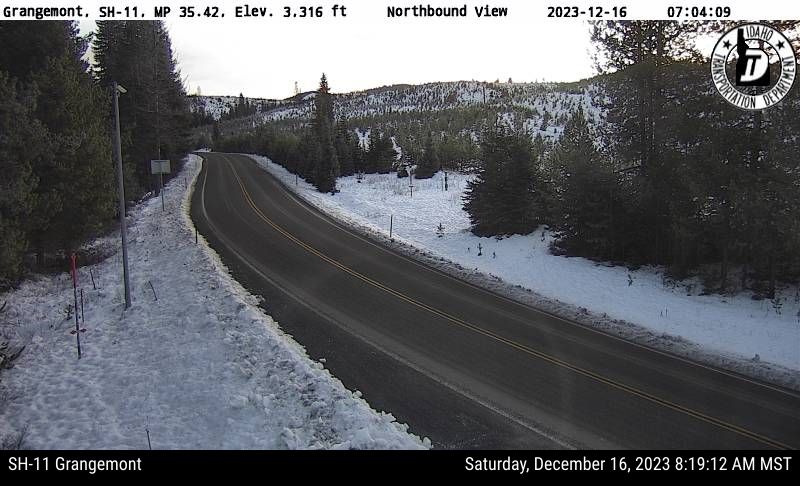 Grangemont, SH-11, MP 35.42, Elev. 3,316 ft Northbound View 2023-12-16 07:04:09
IDAHO
TRANSPORTATION DEPARTMENT
SH-11 Grangemont Saturday, December 16, 2023 8:19:12 AM MST